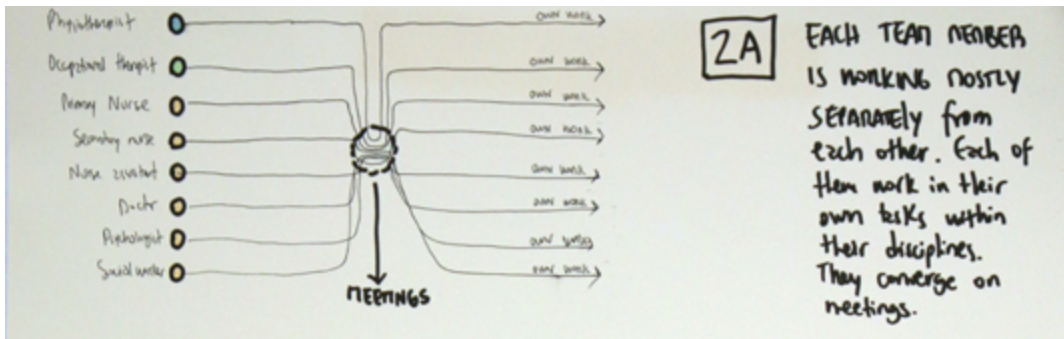 Physiotherapist
Occupational therapist
Primary Nurse
Secondary nurse
Nurse assistant
Doctor
Psychologist
Social worker
own work
own work
own work
own work
own work
own work
own work
own work
MEETINGS
2A
EACH TEAM MEMBER
IS WORKING MOSTLY
SEPARATELY from
each other. Each of
them work in their
own tasks within
their disciplines.
They converge on
meetings.